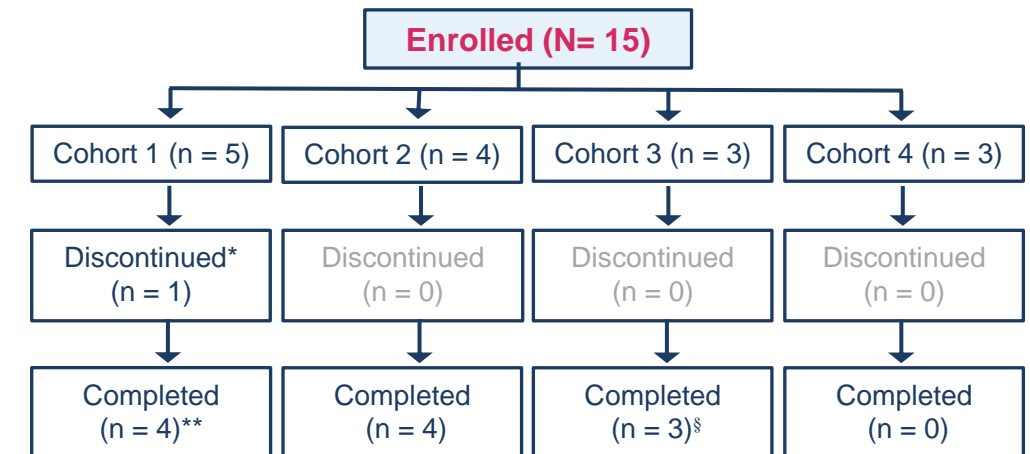 Enrolled (N= 15)
Cohort 1 (n = 5)
Cohort 2 (n = 4)
Cohort 3 (n = 3)
Cohort 4 (n = 3)
Discontinued*
(n = 1)
Discontinued
(n = 0)
Discontinued
(n = 0)
Discontinued
(n = 0)
Completed
(n = 4)**
Completed
(n = 4)
Completed
(n = 3)§
Completed
(n = 0)